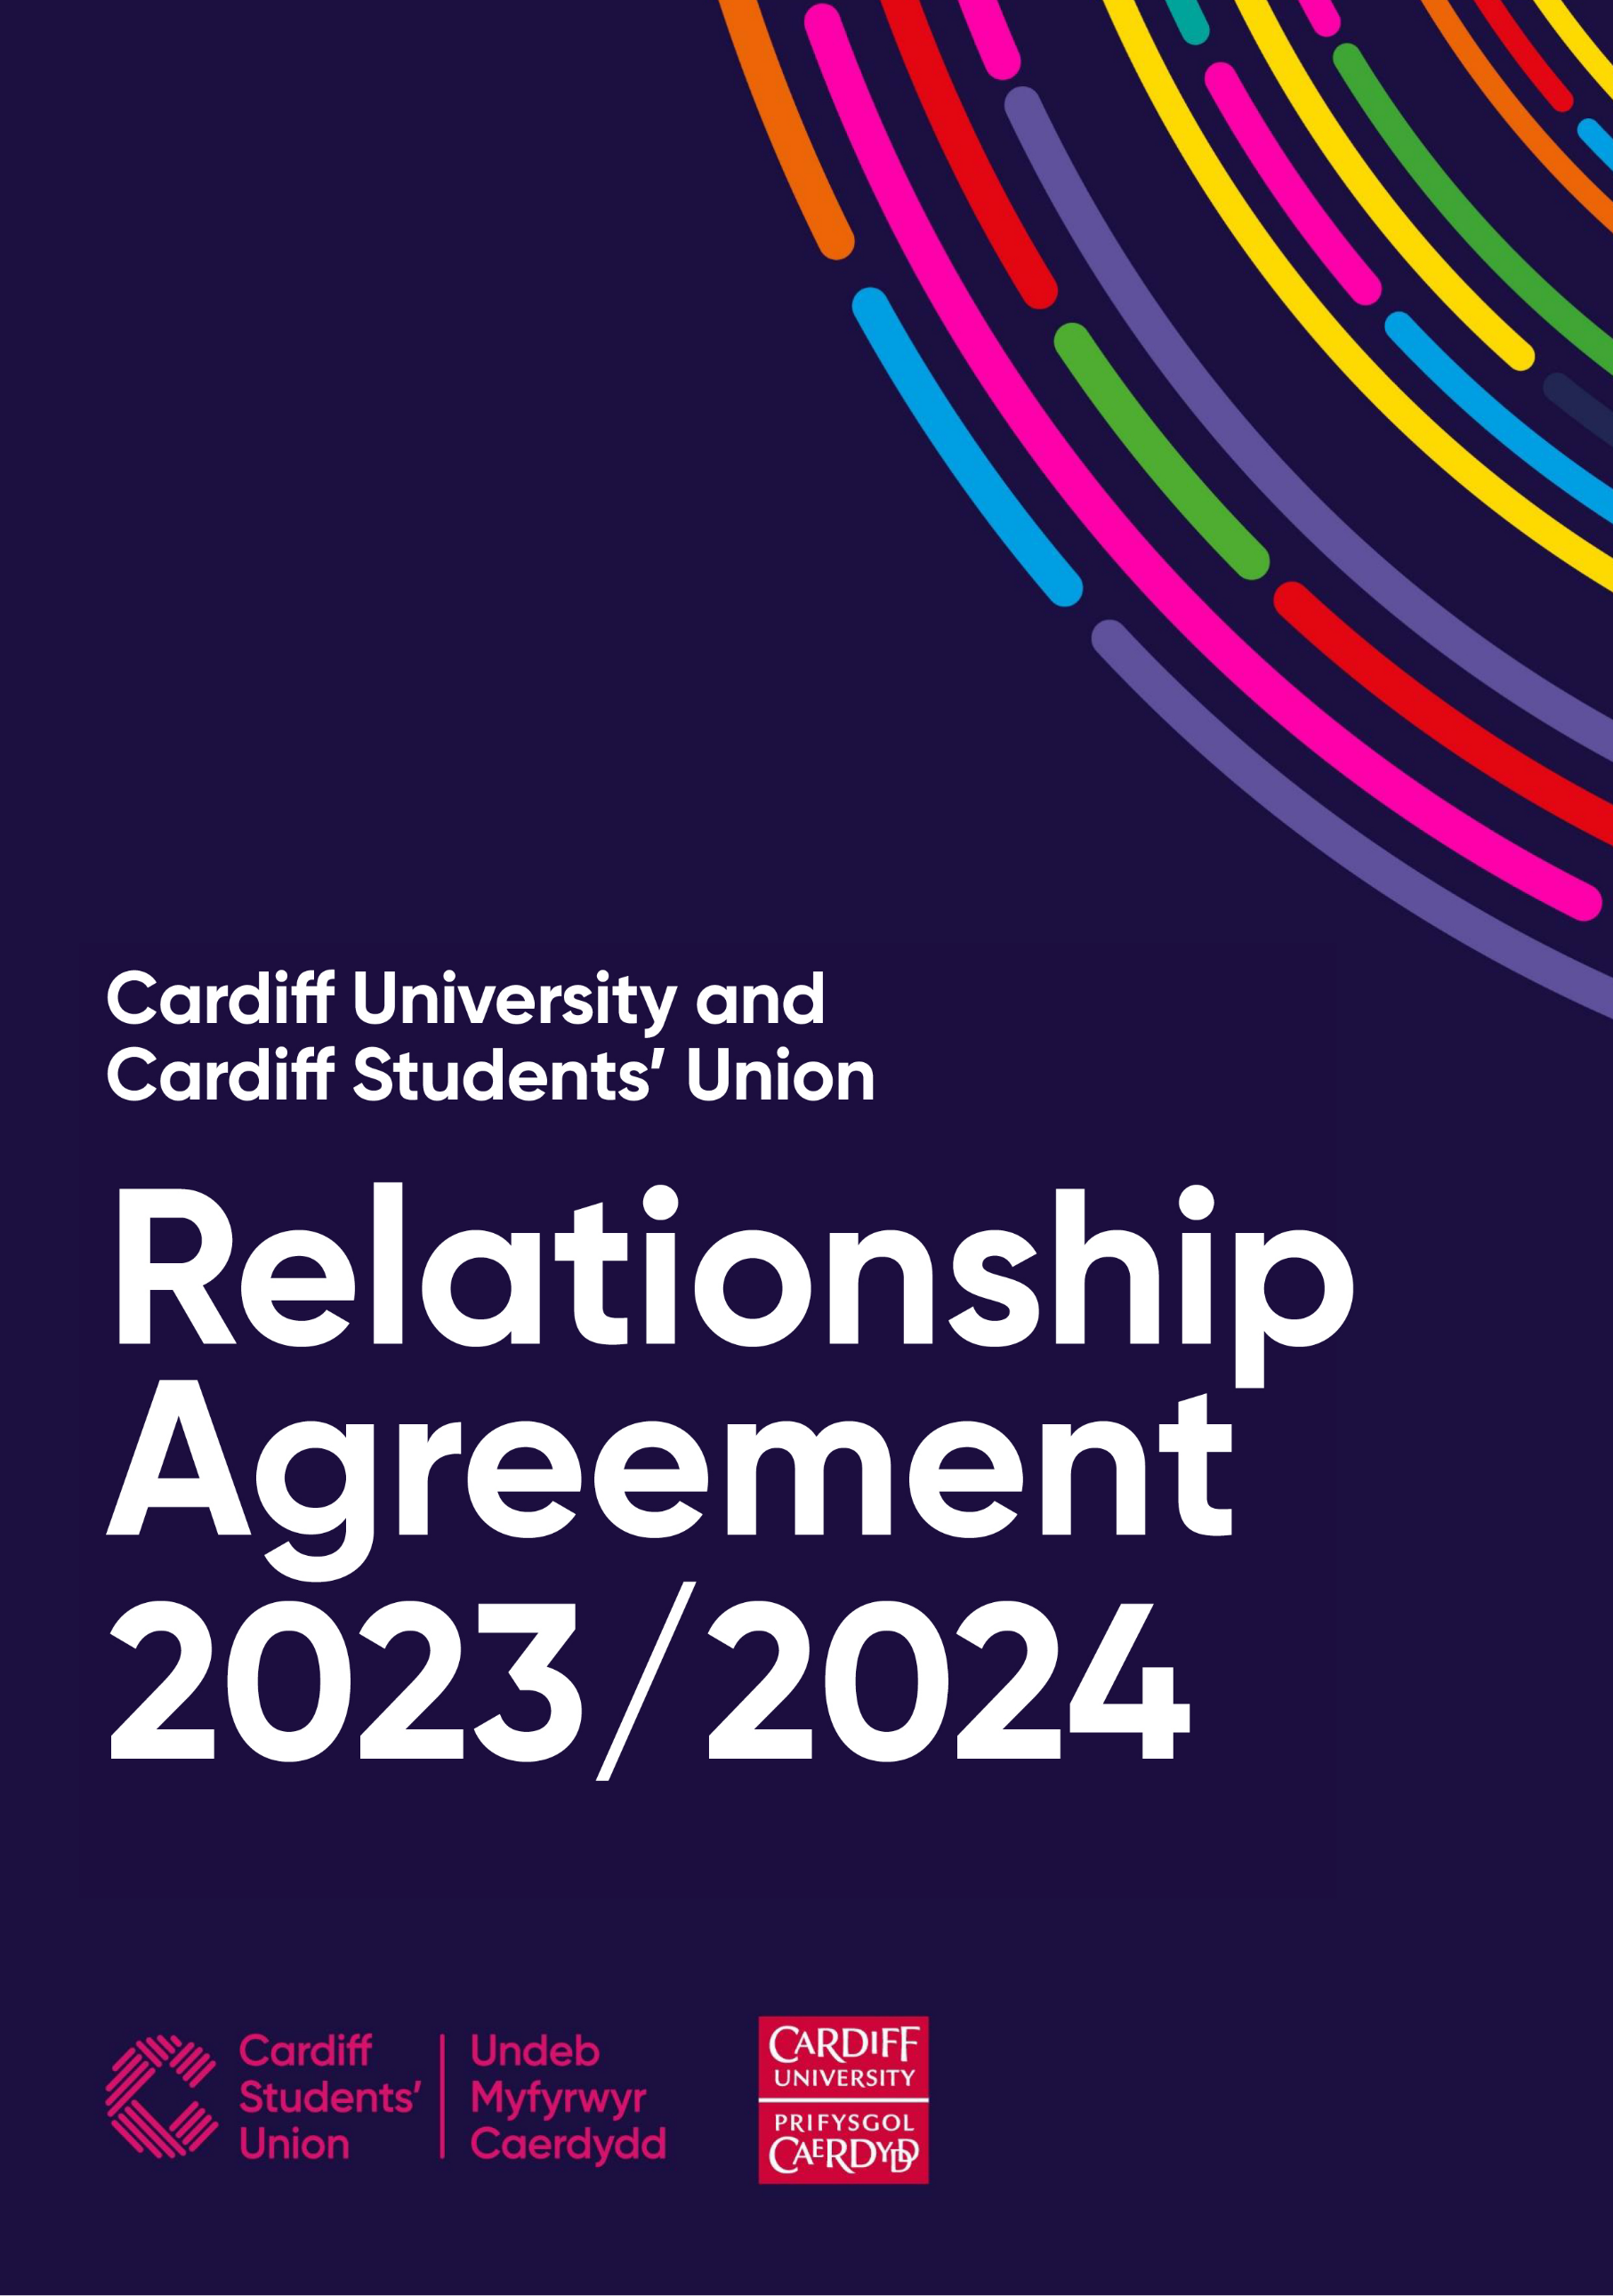 Cardiff University and
Cardiff Students' Union
Relationship
Agreement
2023/2024
Cardiff
Students'
Union
Undeb
Myfyrwyr
Caerdydd
CARDIFF
UNIVERSITY
PRIFYSGOL
CAERDYDD